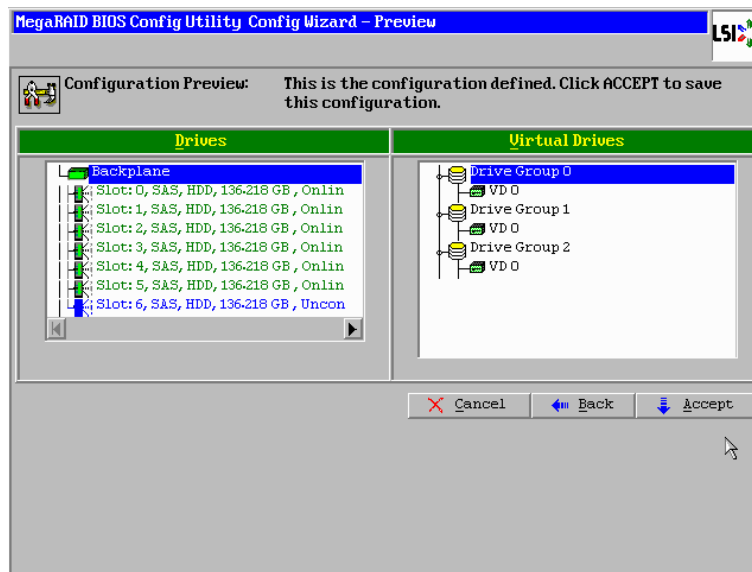 MegaRAID BIOS Config Utility Config Wizard - Preview
LSI
Configuration Preview: This is the configuration defined. Click ACCEPT to save
this configuration.
Drives
Backplane
Slot: 0, SAS, HDD, 136.218 GB, Onlin
Slot: 1, SAS, HDD, 136.218 GB, Onlin
Slot: 2, SAS, HDD, 136.218 GB, Onlin
Slot: 3, SAS, HDD, 136.218 GB, Onlin
Slot: 4, SAS, HDD, 136.218 GB, Onlin
Slot: 5, SAS, HDD, 136.218 GB, Onlin
Slot: 6, SAS, HDD, 136.218 GB, Uncon
Virtual Drives
Drive Group 0
VD 0
Drive Group 1
VD 0
Drive Group 2
VD 0
Cancel
Back
Accept